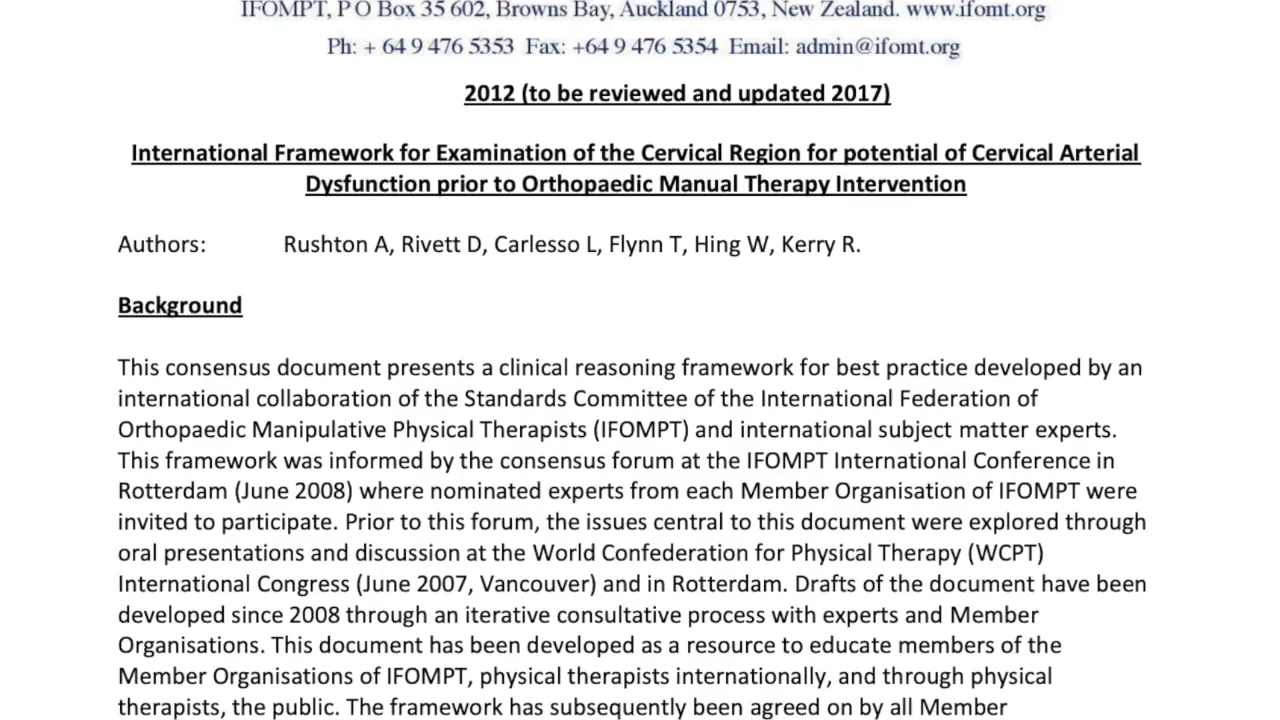 IFOMPT, P O Box 35 602, Browns Bay, Auckland 0753, New Zealand. www.ifomt.org
Ph: + 64 9 476 5353 Fax: +64 9 476 5354 Email: admin@ifomt.org
2012 (to be reviewed and updated 2017)
International Framework for Examination of the Cervical Region for potential of Cervical Arterial
Dysfunction prior to Orthopaedic Manual Therapy Intervention
Authors: Rushton A, Rivett D, Carlesso L, Flynn T, Hing W, Kerry R.
Background
This consensus document presents a clinical reasoning framework for best practice developed by an
international collaboration of the Standards Committee of the International Federation of
Orthopaedic Manipulative Physical Therapists (IFOMPT) and international subject matter experts.
This framework was informed by the consensus forum at the IFOMPT International Conference in
Rotterdam (June 2008) where nominated experts from each Member Organisation of IFOMPT were
invited to participate. Prior to this forum, the issues central to this document were explored through
oral presentations and discussion at the World Confederation for Physical Therapy (WCPT)
International Congress (June 2007, Vancouver) and in Rotterdam. Drafts of the document have been
developed since 2008 through an iterative consultative process with experts and Member
Organisations. This document has been developed as a resource to educate members of the
Member Organisations of IFOMPT, physical therapists internationally, and through physical
therapists, the public. The framework has subsequently been agreed on by all Member